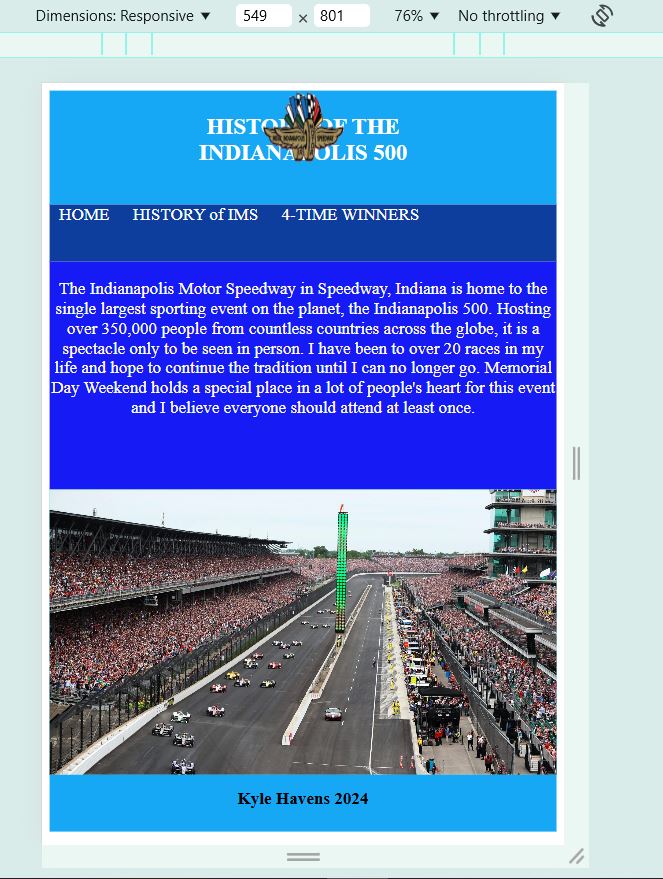 Dimensions: Responsive ▼ 549 × 801 76% ▼ No throttling ▼
HISTORY OF THE
INDIANAPOLIS 500
HOME HISTORY of IMS 4-TIME WINNERS
The Indianapolis Motor Speedway in Speedway, Indiana is home to the
single largest sporting event on the planet, the Indianapolis 500. Hosting
over 350,000 people from countless countries across the globe, it is a
spectacle only to be seen in person. I have been to over 20 races in my
life and hope to continue the tradition until I can no longer go. Memorial
Day Weekend holds a special place in a lot of people's heart for this event
and I believe everyone should attend at least once.
Kyle Havens 2024